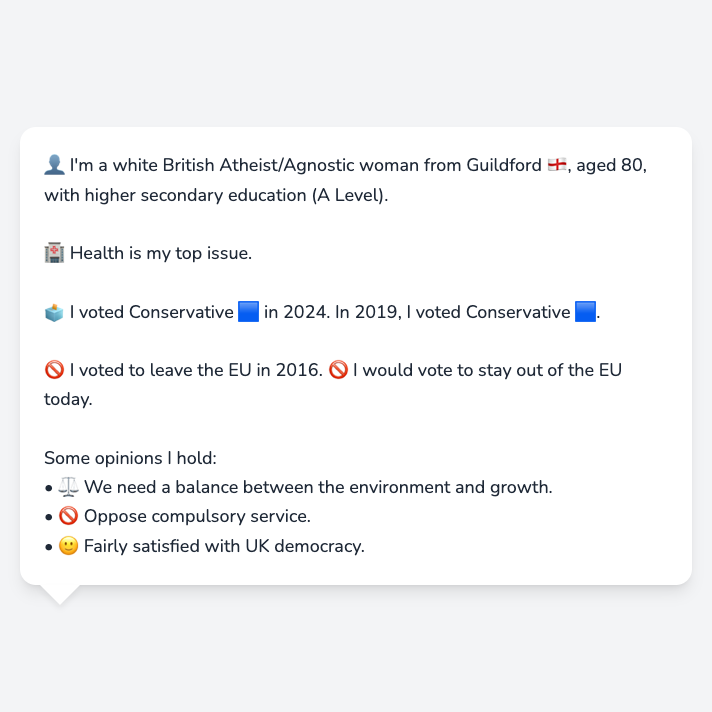 👤 I'm a white British Atheist/Agnostic woman from Guildford 🏴󠁧󠁢󠁥󠁮󠁧󠁿, aged 80,
with higher secondary education (A Level).
🏥 Health is my top issue.
🗳️ I voted Conservative 🟦 in 2024. In 2019, I voted Conservative 🟦.
🚫 I voted to leave the EU in 2016. 🚫 I would vote to stay out of the EU
today.
Some opinions I hold:
• ⚖️ We need a balance between the environment and growth.
• 🚫 Oppose compulsory service.
• 🙂 Fairly satisfied with UK democracy.